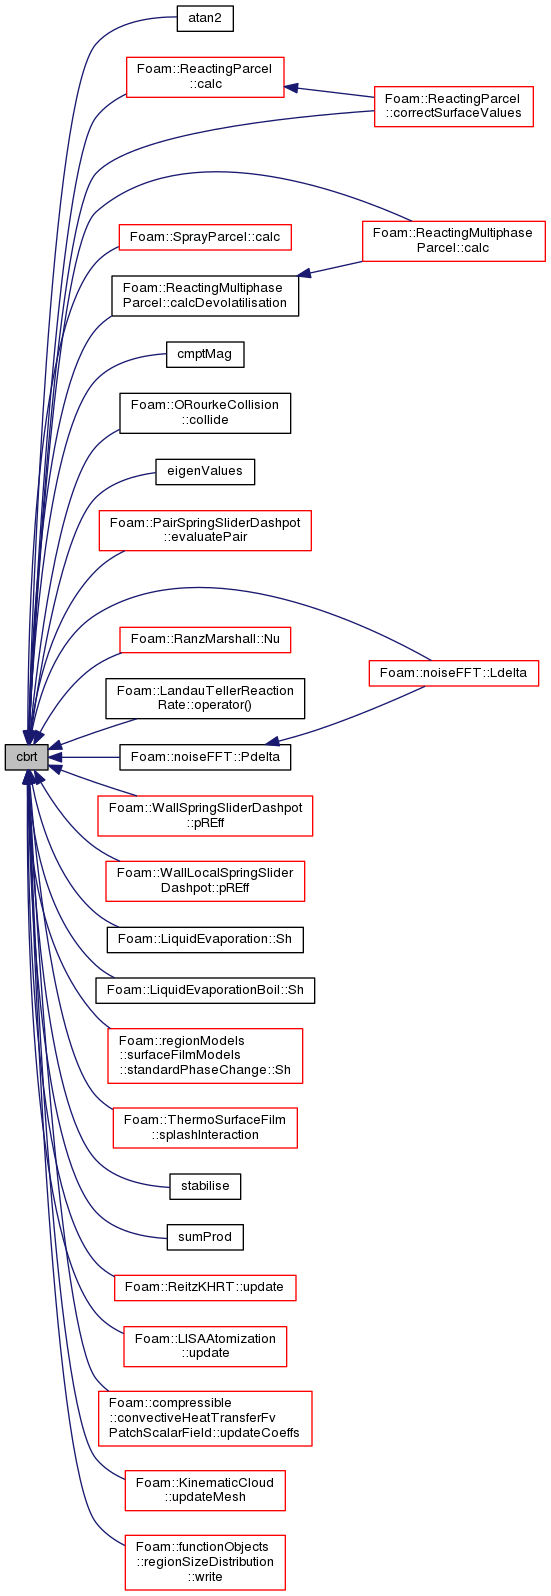 atan2
Foam::ReactingParcel
::calc
Foam::ReactingParcel
::correctSurfaceValues
Foam::ReactingMultiphase
Parcel::calc
Foam::SprayParcel::calc
Foam::ReactingMultiphase
Parcel::calcDevolatilisation
cmptMag
Foam::ORourkeCollision
::collide
eigenValues
Foam::PairSpringSliderDashpot
::evaluatePair
Foam::RanzMarshall::Nu
Foam::noiseFFT::Ldelta
Foam::LandauTellerReaction
Rate::operator()
cbrt
Foam::noiseFFT::Pdelta
Foam::WallSpringSliderDashpot
::pREff
Foam::WallLocalSpringSlider
Dashpot::pREff
Foam::LiquidEvaporation::Sh
Foam::LiquidEvaporationBoil::Sh
Foam::regionModels
::surfaceFilmModels
::standardPhaseChange::Sh
Foam::ThermoSurfaceFilm
::splashInteraction
stabilise
sumProd
Foam::ReitzKHRT::update
Foam::LISAAtomization
::update
Foam::compressible
::convectiveHeatTransferFv
PatchScalarField::updateCoeffs
Foam::KinematicCloud
::updateMesh
Foam::functionObjects
::regionSizeDistribution
::write